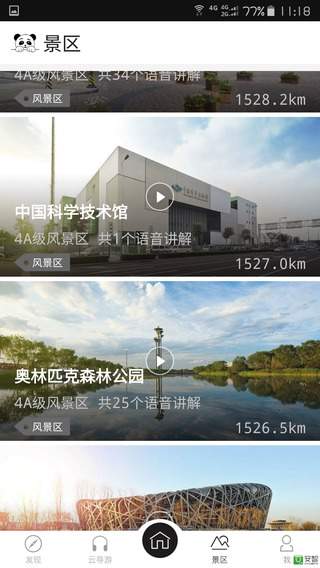 4G 4G 2G 77% 11:18
景区
4A级风景区 共34个语音讲解
风景区 1528.2km
中国科学技术馆
4A级风景区 共1个语音讲解
风景区 1527.0km
奥林匹克森林公园
4A级风景区 共25个语音讲解
风景区 1526.5km
发现 云导游 景区 我
安智